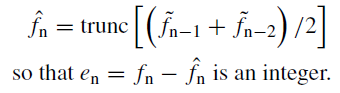 f̂ₙ = trunc [(f̃ₙ₋₁ + f̃ₙ₋₂) /2]
so that eₙ = fₙ − f̂ₙ is an integer.